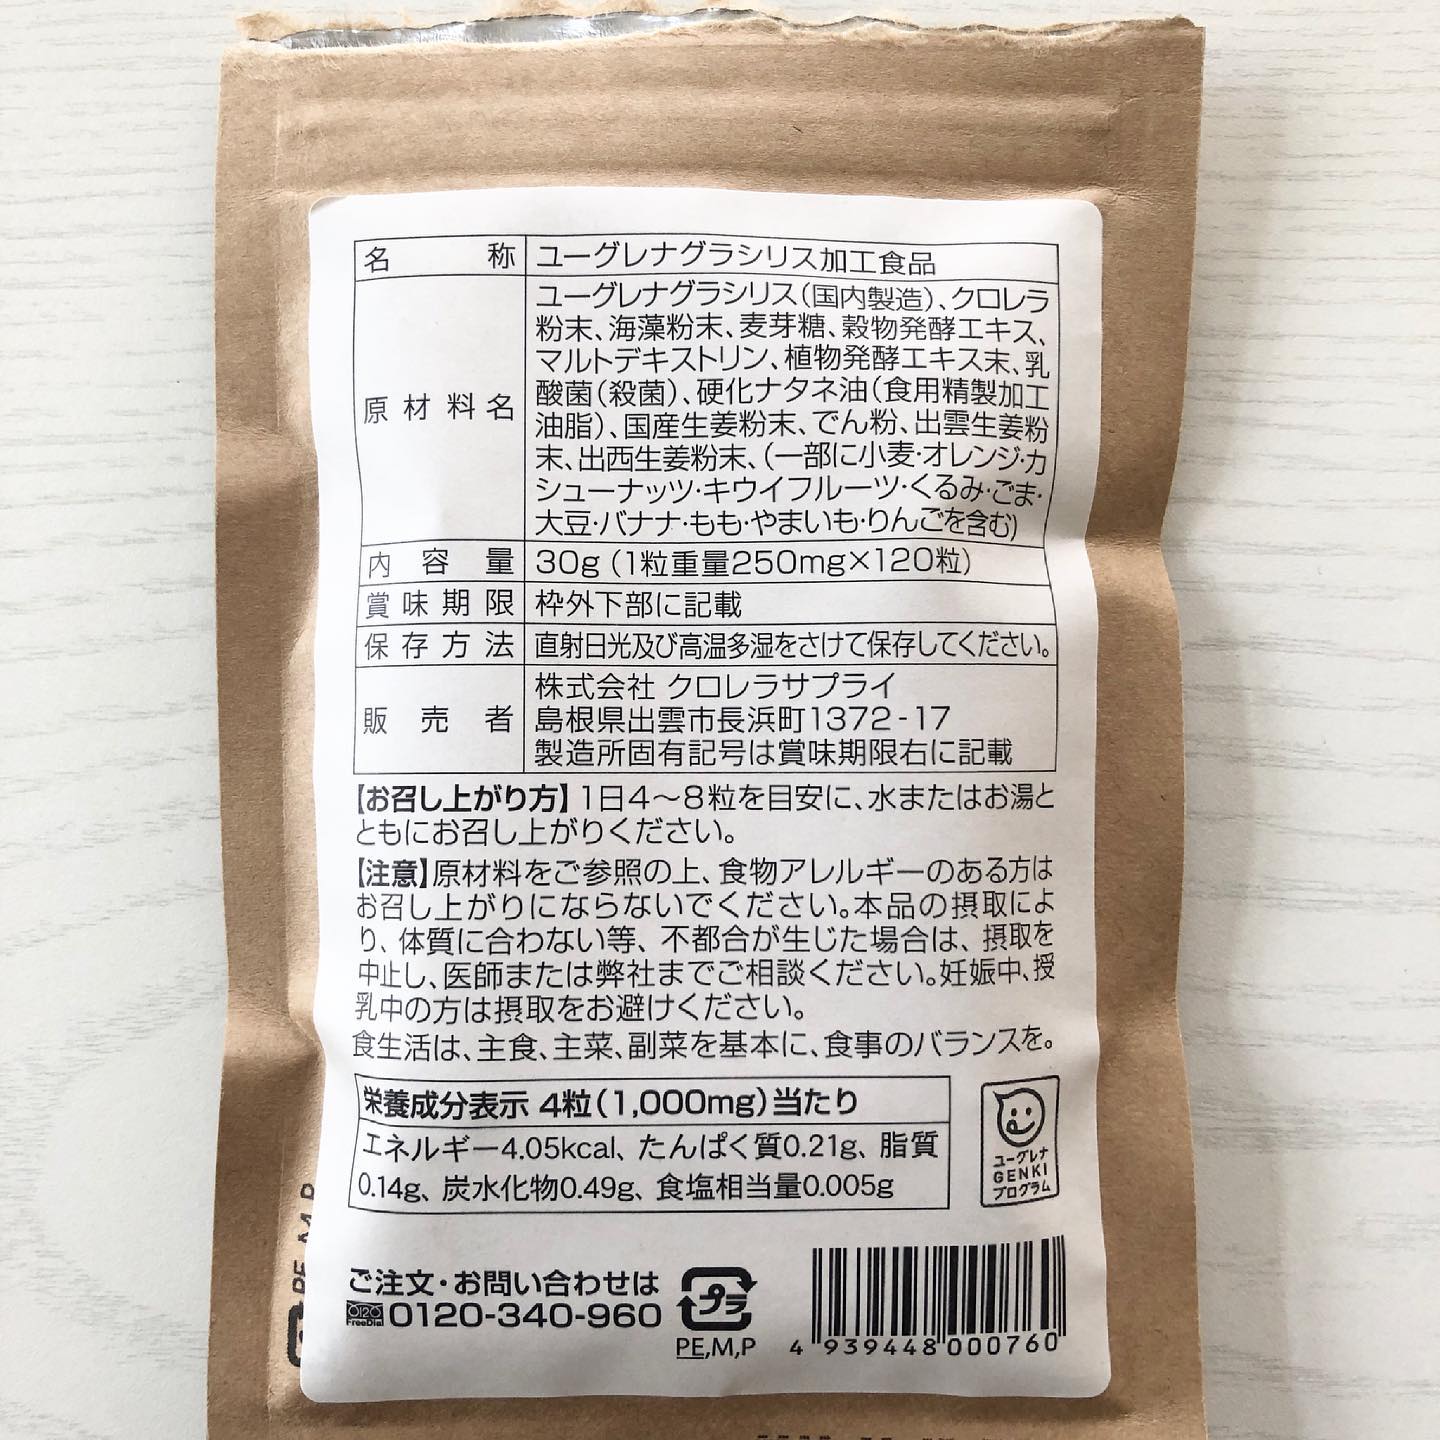 名称 ユーグレナグラシリス加工食品
原材料名 ユーグレナグラシリス(国内製造)、クロレラ
粉末、海藻粉末、麦芽糖、穀物発酵エキス、
マルトデキストリン、植物発酵エキス末、乳
酸菌(殺菌)、硬化ナタネ油(食用精製加工
油脂)、国産生姜粉末、でん粉、出雲生姜粉
末、出西生姜粉末、(一部に小麦・オレンジ・カ
シューナッツ・キウイフルーツ・くるみ・ごま・
大豆・バナナ・もも・やまいも・りんごを含む)
内容量 30g (1粒重量250mg×120粒)
賞味期限 枠外下部に記載
保存方法 直射日光及び高温多湿をさけて保存してください。
販売者 株式会社 クロレラサプライ
島根県出雲市長浜町1372-17
製造所固有記号は賞味期限右に記載
【お召し上がり方】1日4〜8粒を目安に、水またはお湯と
ともにお召し上がりください。
【注意】原材料をご参照の上、食物アレルギーのある方は
お召し上がりにならないでください。本品の摂取によ
り、体質に合わない等、不都合が生じた場合は、摂取を
中止し、医師または弊社までご相談ください。妊娠中、授
乳中の方は摂取をお避けください。
食生活は、主食、主菜、副菜を基本に、食事のバランスを。
栄養成分表示 4粒(1,000mg)当たり
エネルギー4.05kcal、たんぱく質0.21g、脂質
0.14g、炭水化物0.49g、食塩相当量0.005g
ユーグレナ
GENKI
プログラム
ご注文・お問い合わせは
0120 FreeDial 0120-340-960
プラ
PE,M,P
4 939448 000760
PE,M,P